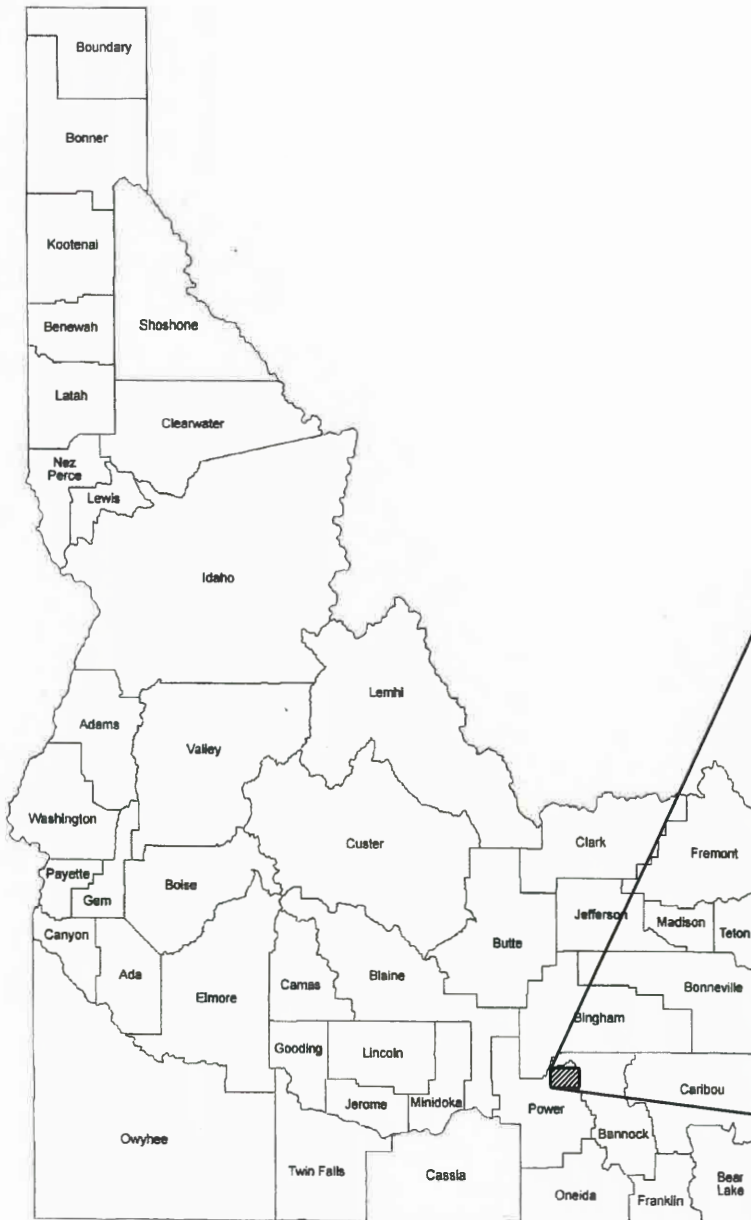 Boundary
Bonner
Kootenai
Shoshone
Benewah
Latah
Clearwater
Nez
Perce
Lewis
Idaho
Lemhi
Adams
Valley
Washington
Custer
Clark
Fremont
Payette
Gem
Boise
Jefferson
Madison
Teton
Canyon
Ada
Elmore
Camas
Blaine
Butte
Bonneville
Bingham
Gooding
Lincoln
Jerome
Minidoka
Power
Caribou
Bannock
Owyhee
Twin Falls
Cassia
Oneida
Franklin
Bear
Lake